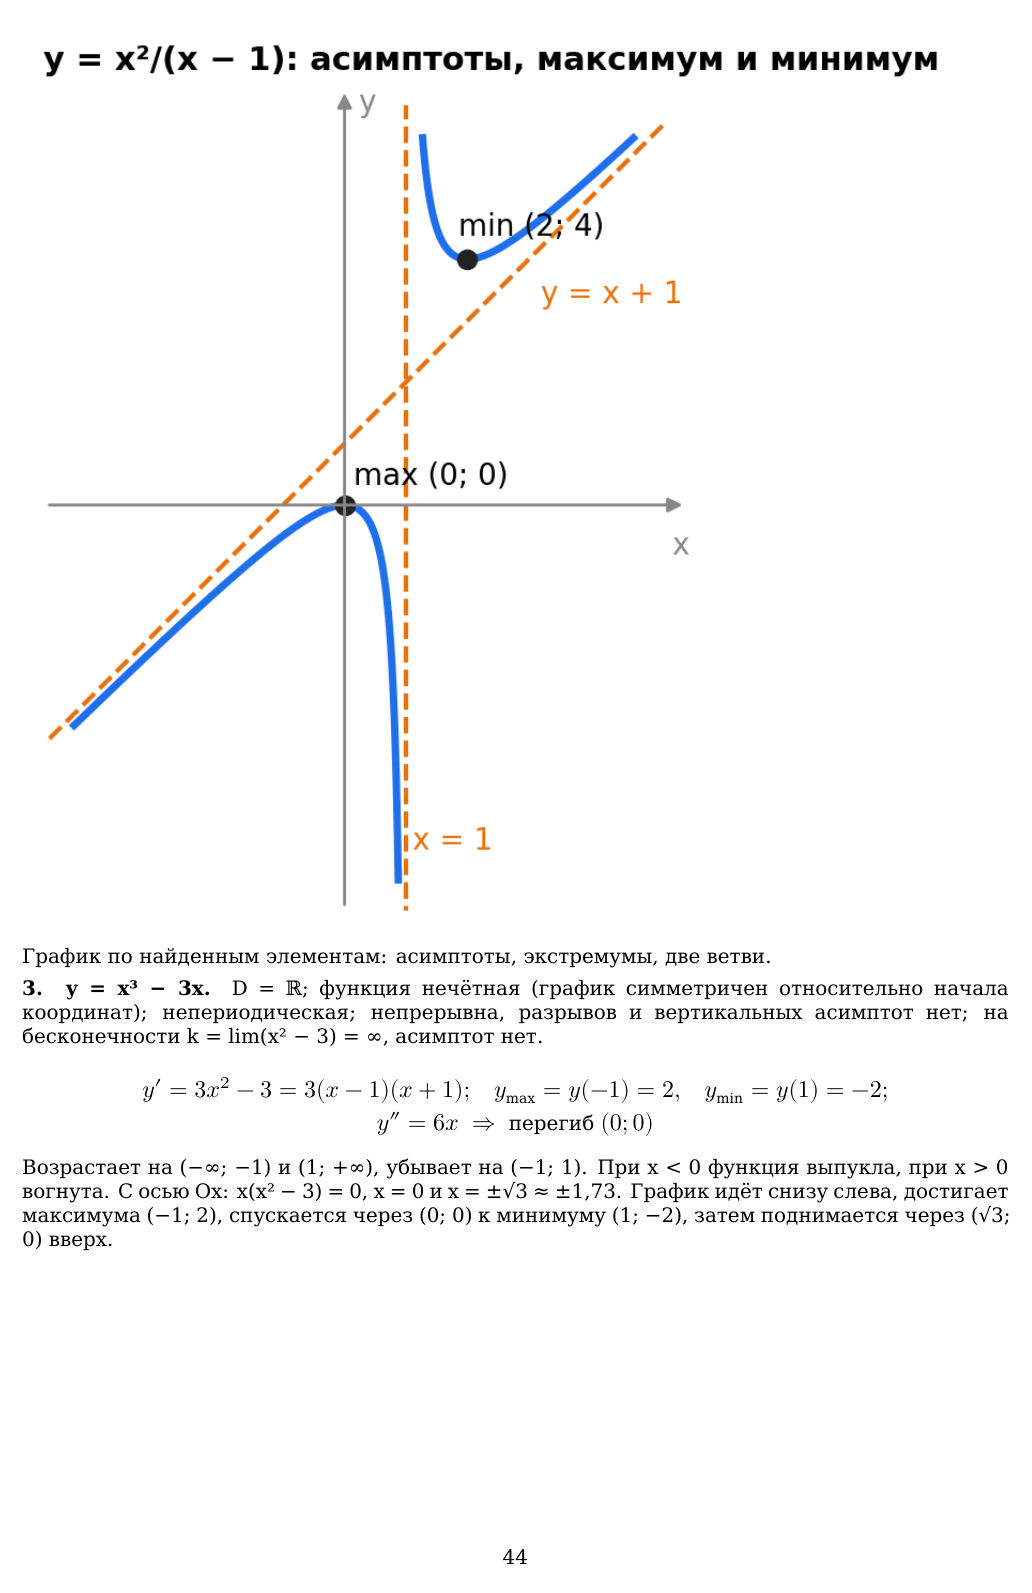 y = x²/(x − 1): асимптоты, максимум и минимум
y
min (2; 4)
y = x + 1
max (0; 0)
x
x = 1
График по найденным элементам: асимптоты, экстремумы, две ветви.
3. y = x³ − 3x. D = ℝ; функция нечётная (график симметричен относительно начала
координат); непериодическая; непрерывна, разрывов и вертикальных асимптот нет; на
бесконечности k = lim(x² − 3) = ∞, асимптот нет.
y′ = 3x² − 3 = 3(x − 1)(x + 1); y_max = y(−1) = 2, y_min = y(1) = −2;
y″ = 6x ⇒ перегиб (0; 0)
Возрастает на (−∞; −1) и (1; +∞), убывает на (−1; 1). При x < 0 функция выпукла, при x > 0
вогнута. С осью Ox: x(x² − 3) = 0, x = 0 и x = ±√3 ≈ ±1,73. График идёт снизу слева, достигает
максимума (−1; 2), спускается через (0; 0) к минимуму (1; −2), затем поднимается через (√3;
0) вверх.
44